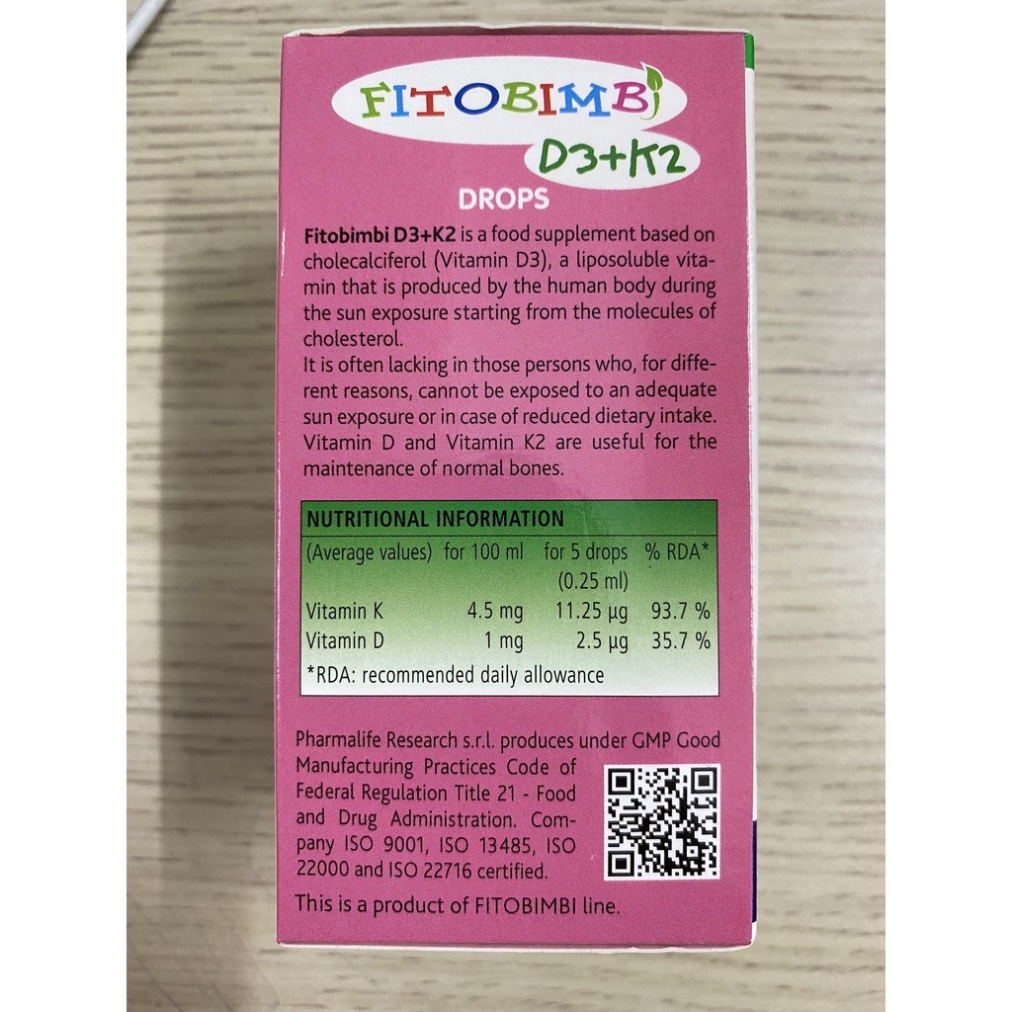 FITOBIMBi
D3+K2
DROPS
Fitobimbi D3+K2 is a food supplement based on
cholecalciferol (Vitamin D3), a liposoluble vita-
min that is produced by the human body during
the sun exposure starting from the molecules of
cholesterol.
It is often lacking in those persons who, for diffe-
rent reasons, cannot be exposed to an adequate
sun exposure or in case of reduced dietary intake.
Vitamin D and Vitamin K2 are useful for the
maintenance of normal bones.
NUTRITIONAL INFORMATION
(Average values) for 100 ml for 5 drops % RDA*
(0.25 ml)
Vitamin K 4.5 mg 11.25 µg 93.7 %
Vitamin D 1 mg 2.5 µg 35.7 %
*RDA: recommended daily allowance
Pharmalife Research s.r.l. produces under GMP Good
Manufacturing Practices Code of
Federal Regulation Title 21 - Food
and Drug Administration. Com-
pany ISO 9001, ISO 13485, ISO
22000 and ISO 22716 certified.
This is a product of FITOBIMBI line.